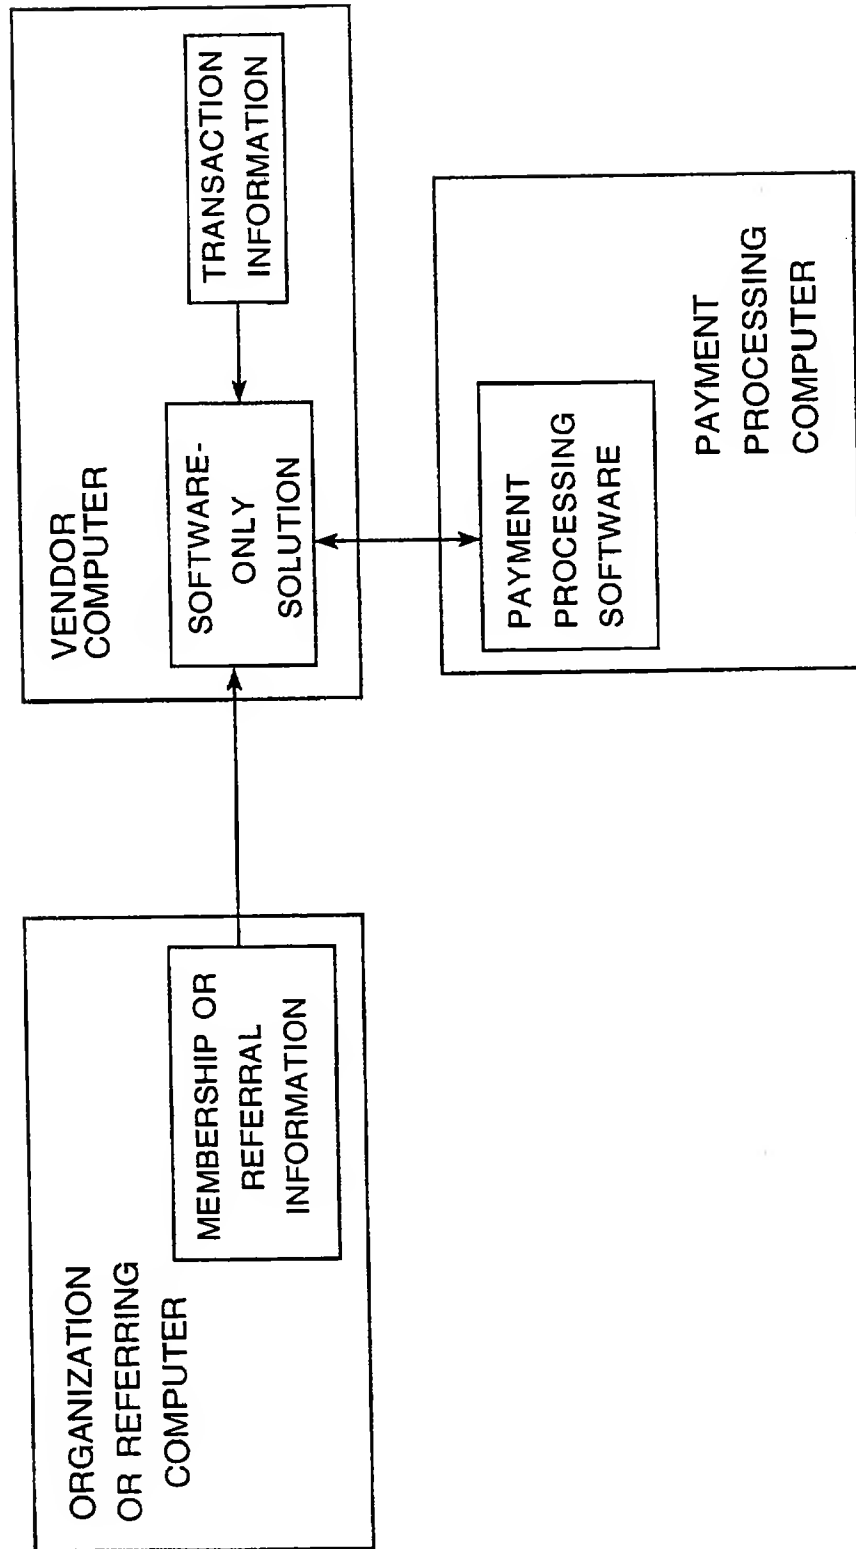 ORGANIZATION
OR REFERRING
COMPUTER
MEMBERSHIP OR
REFERRAL
INFORMATION
VENDOR
COMPUTER
SOFTWARE-
ONLY
SOLUTION
TRANSACTION
INFORMATION
PAYMENT
PROCESSING
SOFTWARE
PAYMENT
PROCESSING
COMPUTER